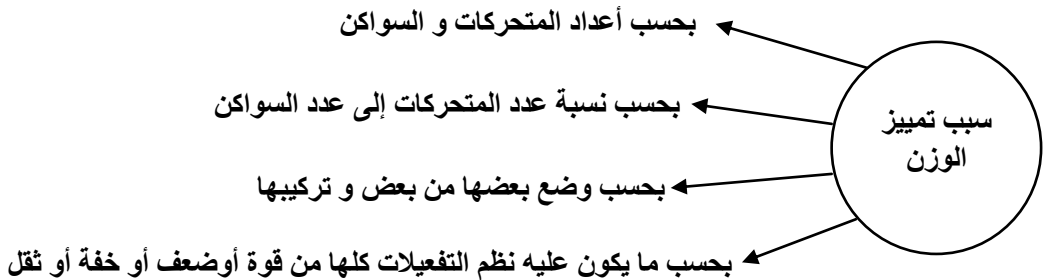 بحسب أعداد المتحركات و السواكن
بحسب نسبة عدد المتحركات إلى عدد السواكن
سبب تمييز
الوزن
بحسب وضع بعضها من بعض و تركيبها
بحسب ما يكون عليه نظم التفعيلات كلها من قوة أوضعف أو خفة أو ثقل